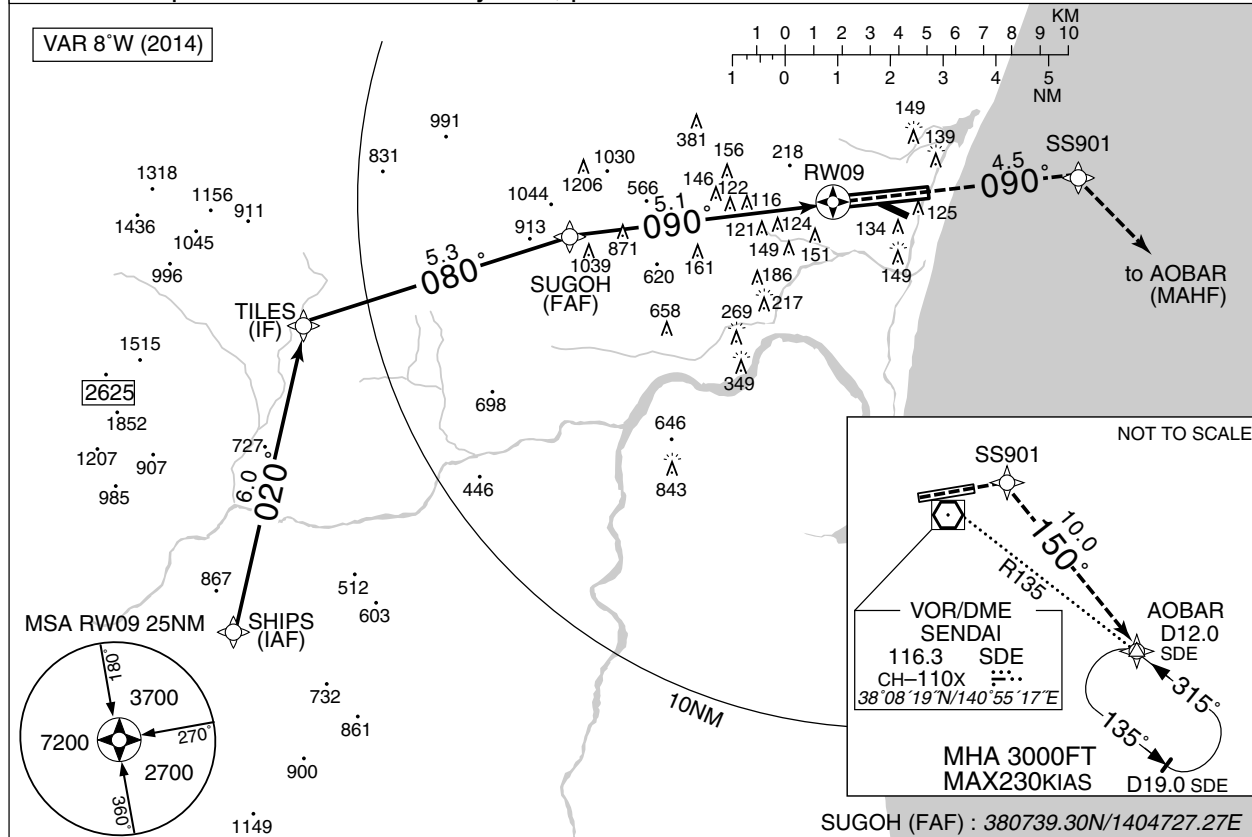 VAR 8°W (2014)
KM
1 0 1 2 3 4 5 6 7 8 9 10
1 0 1 2 3 4 5
NM
991
831
1318
1156
911
1436
1045
996
381
149
139
156
218
1030
1206
1044
566
146
122
116
RW09
SS901
4.5
090°
5.1
090°
913
871
1039
121
124
134
125
149
151
149
620
161
186
217
SUGOH
(FAF)
to AOBAR
(MAHF)
5.3
080°
TILES
(IF)
658
269
349
1515
2625
1852
1207
907
985
698
727
646
843
446
6.0
020°
867
512
603
SHIPS
(IAF)
732
861
900
1149
10NM
MSA RW09 25NM
180°
3700
7200
270°
2700
360°
NOT TO SCALE
SS901
10.0
150°
R135
VOR/DME
SENDAI
116.3 SDE
CH–110X
38°08´19˝N/140°55´17˝E
AOBAR
D12.0
SDE
315°
135°
D19.0 SDE
MHA 3000FT
MAX230KIAS
SUGOH (FAF) : 380739.30N/1404727.27E